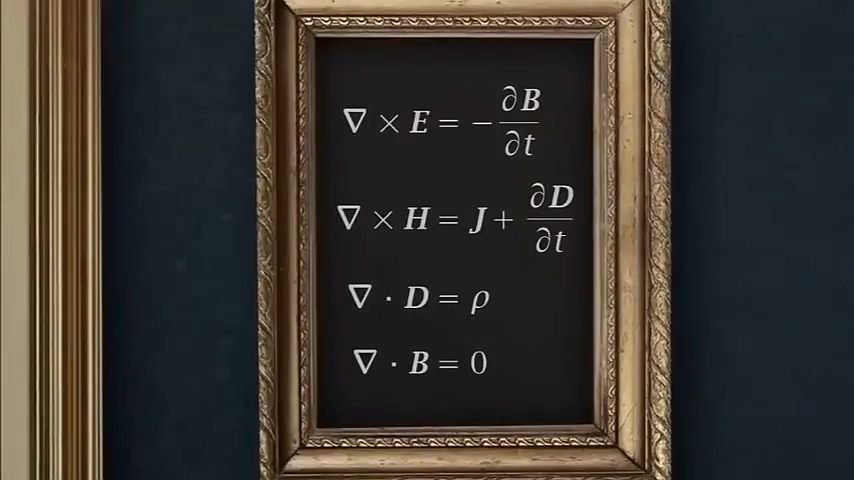 ∇ × E = − ∂B/∂t
∇ × H = J + ∂D/∂t
∇ · D = ρ
∇ · B = 0